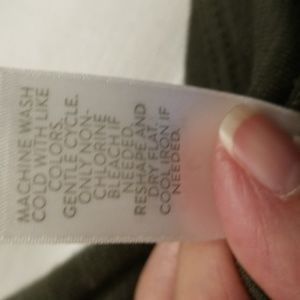 MACHINE WASH
COLD WITH LIKE
COLORS.
GENTLE CYCLE.
ONLY NON-
CHLORINE
BLEACH IF
NEEDED.
RESHAPE AND
DRY FLAT.
COOL IRON IF
NEEDED.